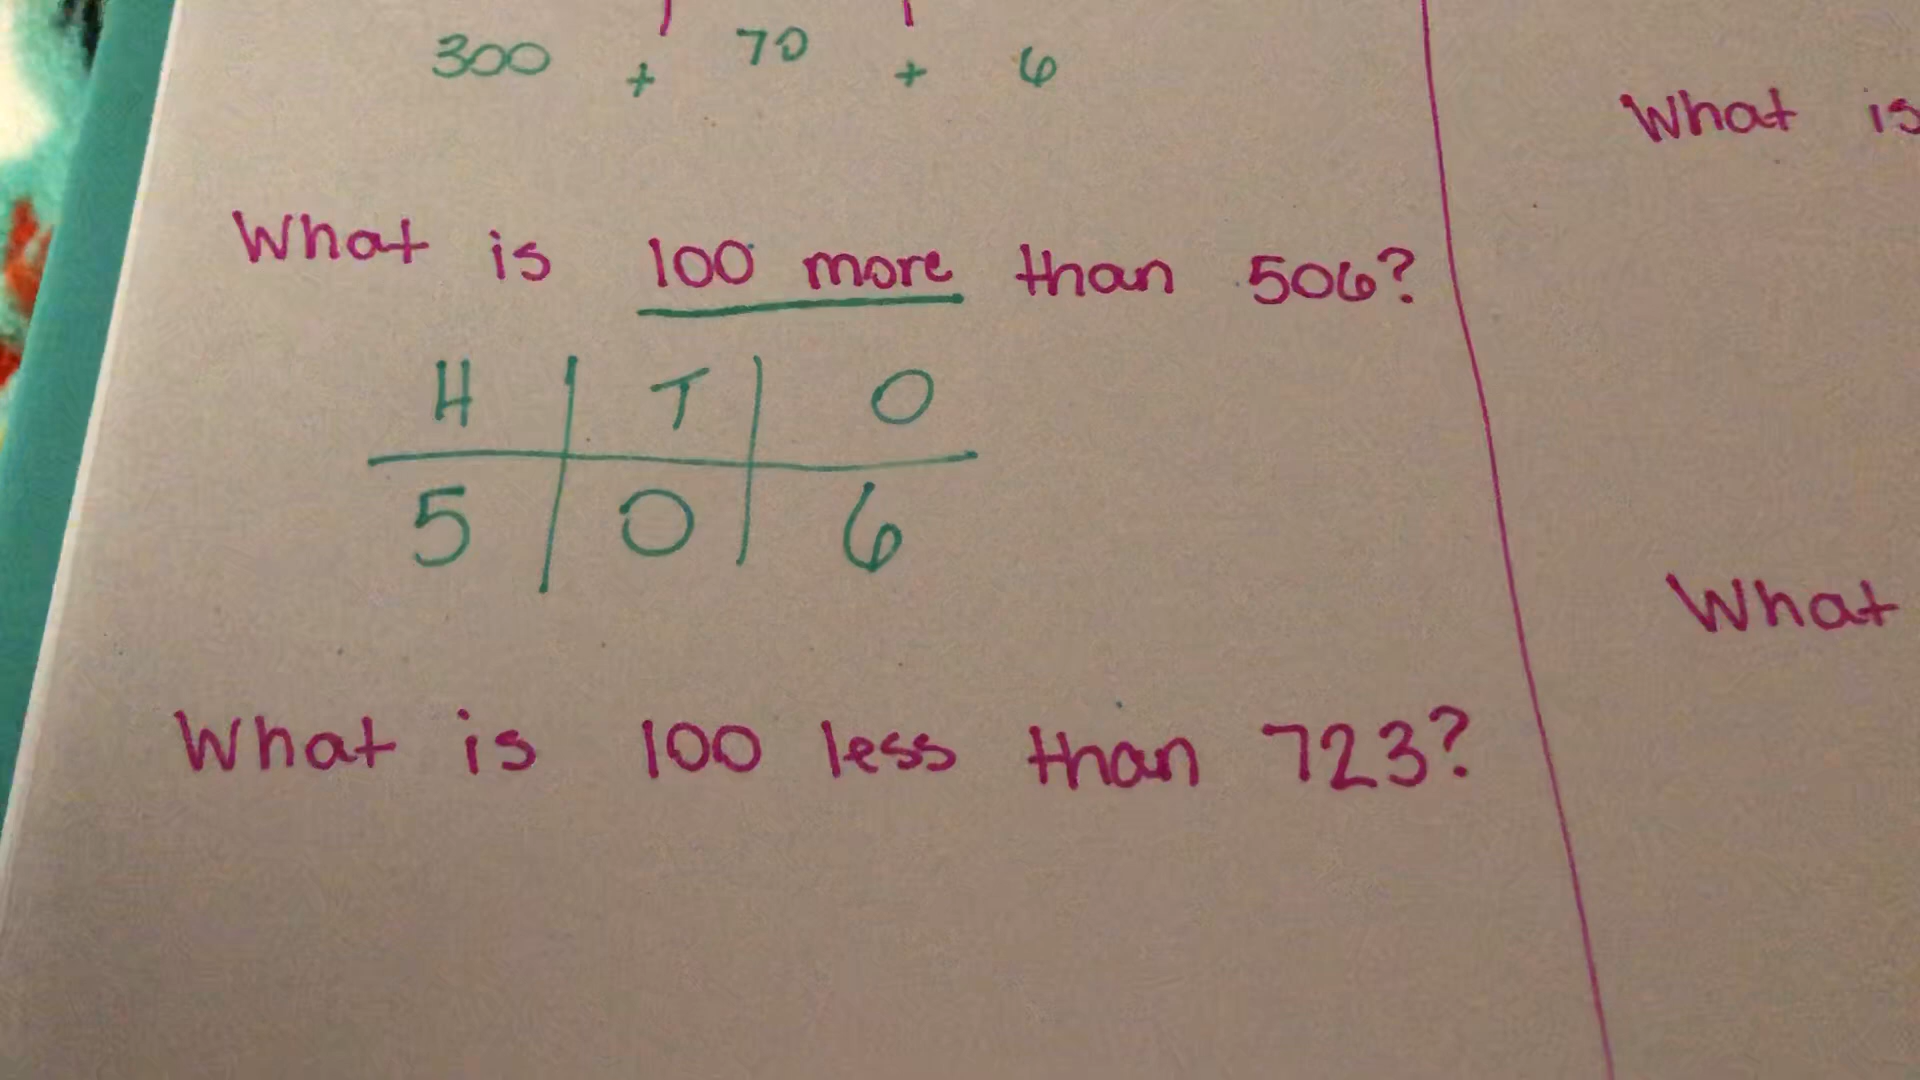 300 + 70 + 6
What is 100 more than 506?
H T O
5 0 6
What is 100 less than 723?
What is
What